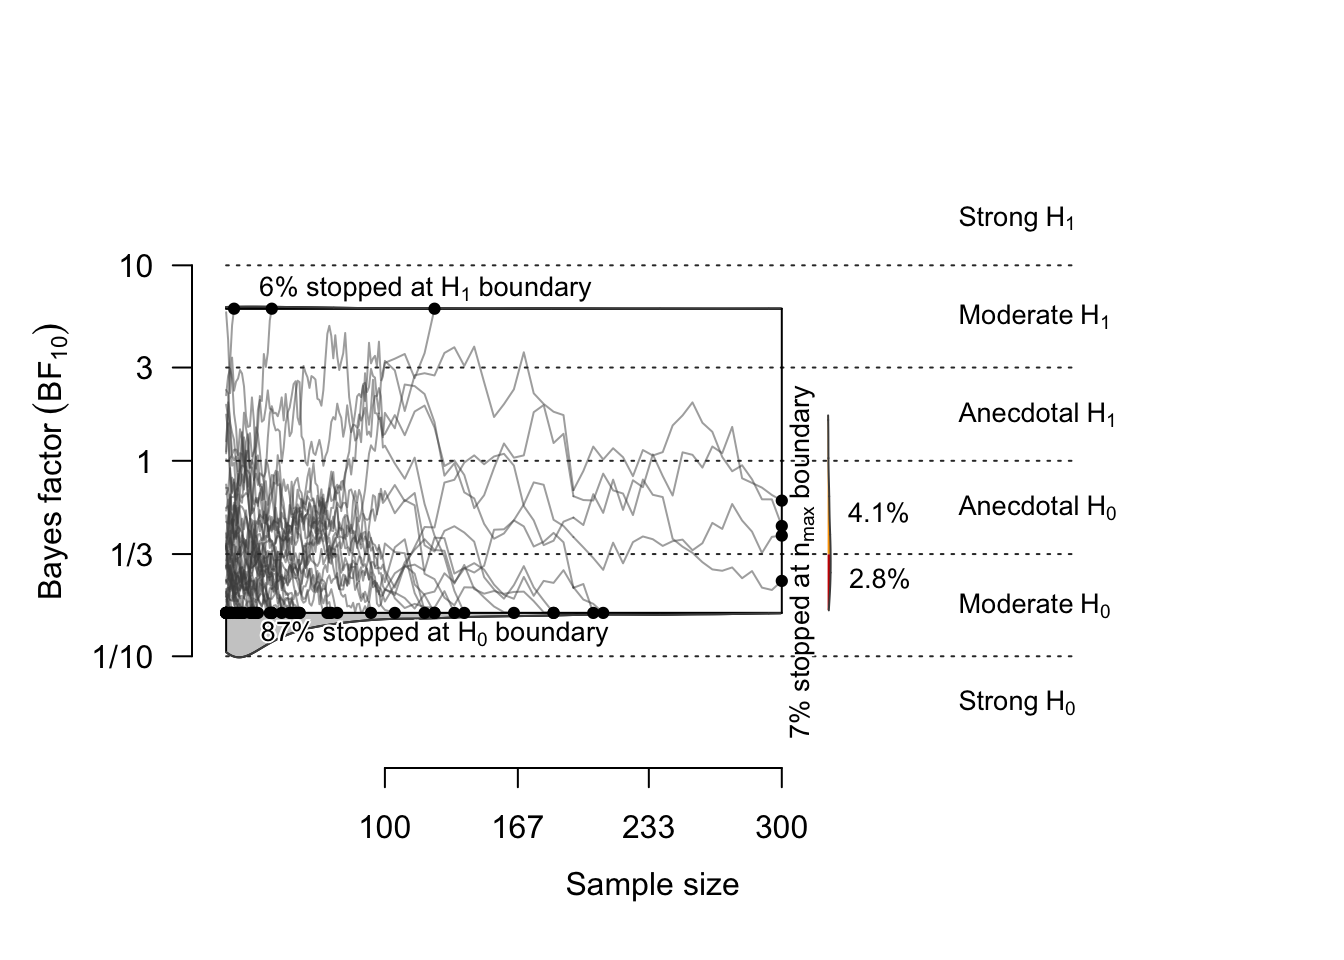 Strong H1
10
6% stopped at H1 boundary
Moderate H1
3
Anecdotal H1
1
Anecdotal H0
4.1%
1/3
2.8%
Moderate H0
87% stopped at H0 boundary
1/10
Strong H0
Bayes factor (BF10)
7% stopped at nmax boundary
100 167 233 300
Sample size